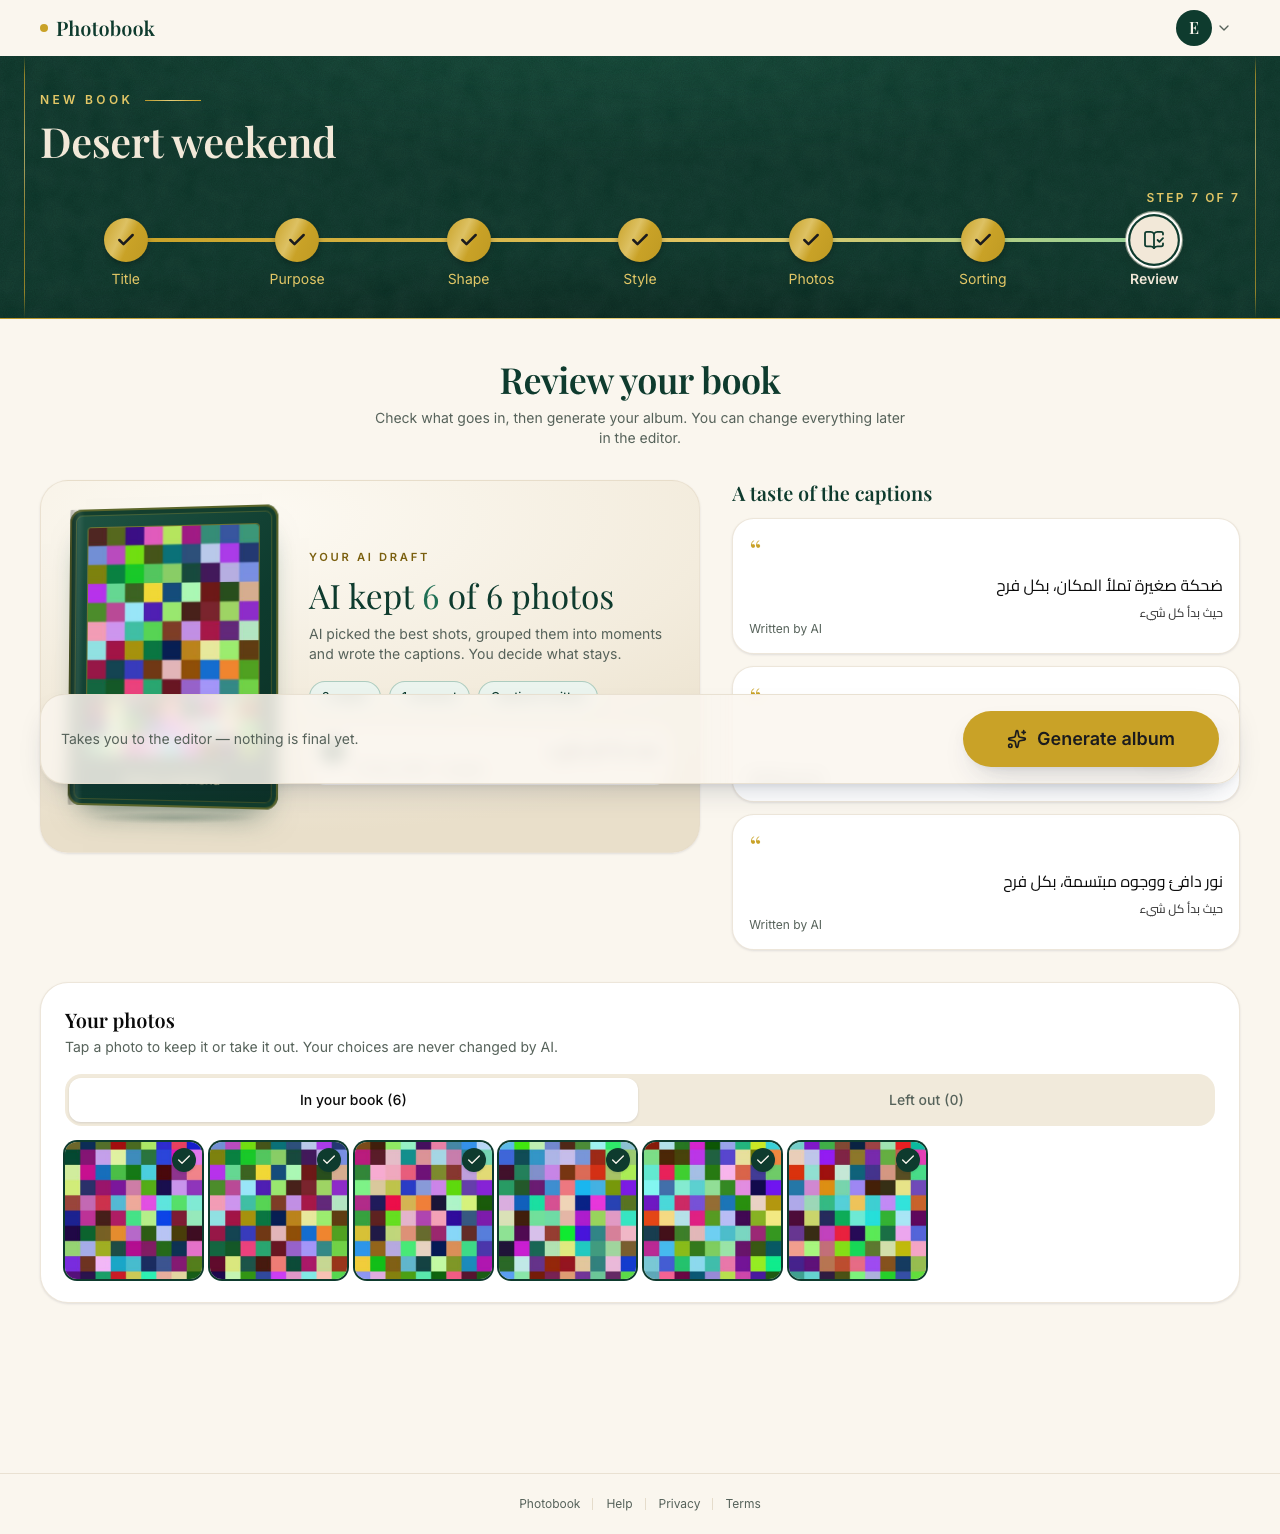 Photobook
E
NEW BOOK
Desert weekend
STEP 7 OF 7
Title
Purpose
Shape
Style
Photos
Sorting
Review
Review your book
Check what goes in, then generate your album. You can change everything later
in the editor.
YOUR AI DRAFT
AI kept 6 of 6 photos
AI picked the best shots, grouped them into moments
and wrote the captions. You decide what stays.
A taste of the captions
“
ضحكة صغيرة تملأ المكان، بكل فرح
حيث بدأ كل شيء
Written by AI
“
Takes you to the editor — nothing is final yet.
Generate album
“
نور دافئ ووجوه مبتسمة، بكل فرح
حيث بدأ كل شيء
Written by AI
Your photos
Tap a photo to keep it or take it out. Your choices are never changed by AI.
In your book (6)
Left out (0)
Photobook
Help
Privacy
Terms